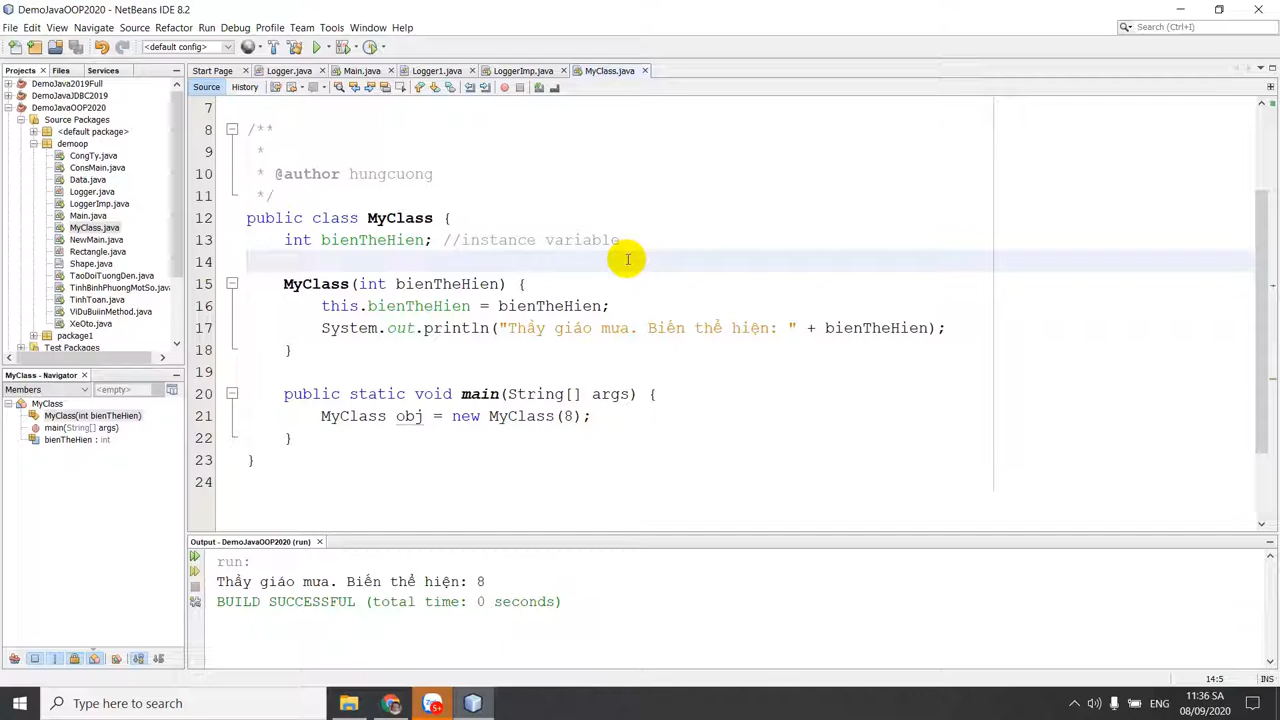 DemoJavaOOP2020 - NetBeans IDE 8.2
File Edit View Navigate Source Refactor Run Debug Profile Team Tools Window Help
Search (Ctrl+I)
<default config>
Projects Files Services
DemoJava2019Full
DemoJavaJDBC2019
DemoJavaOOP2020
Source Packages
<default package>
demoop
CongTy.java
ConsMain.java
Data.java
Logger.java
LoggerImp.java
Main.java
MyClass.java
NewMain.java
Rectangle.java
Shape.java
TaoDoiTuongDen.java
TinhBinhPhuongMotSo.java
TinhToan.java
ViDuBuiinMethod.java
XeOto.java
package1
Test Packages
MyClass - Navigator
Members <empty>
MyClass
MyClass(int bienTheHien)
main(String[] args)
bienTheHien : int
Start Page Logger.java Main.java Logger1.java LoggerImp.java MyClass.java
Source History
7
8 /**
9 *
10 * @author hungcuong
11 */
12 public class MyClass {
13 int bienTheHien; //instance variable
14
15 MyClass(int bienTheHien) {
16 this.bienTheHien = bienTheHien;
17 System.out.println("Thầy giáo mưa. Biến thể hiện: " + bienTheHien);
18 }
19
20 public static void main(String[] args) {
21 MyClass obj = new MyClass(8);
22 }
23 }
24
Output - DemoJavaOOP2020 (run)
run:
Thầy giáo mưa. Biến thể hiện: 8
BUILD SUCCESSFUL (total time: 0 seconds)
14:5 INS
Type here to search
5+
ENG
11:36 SA
08/09/2020